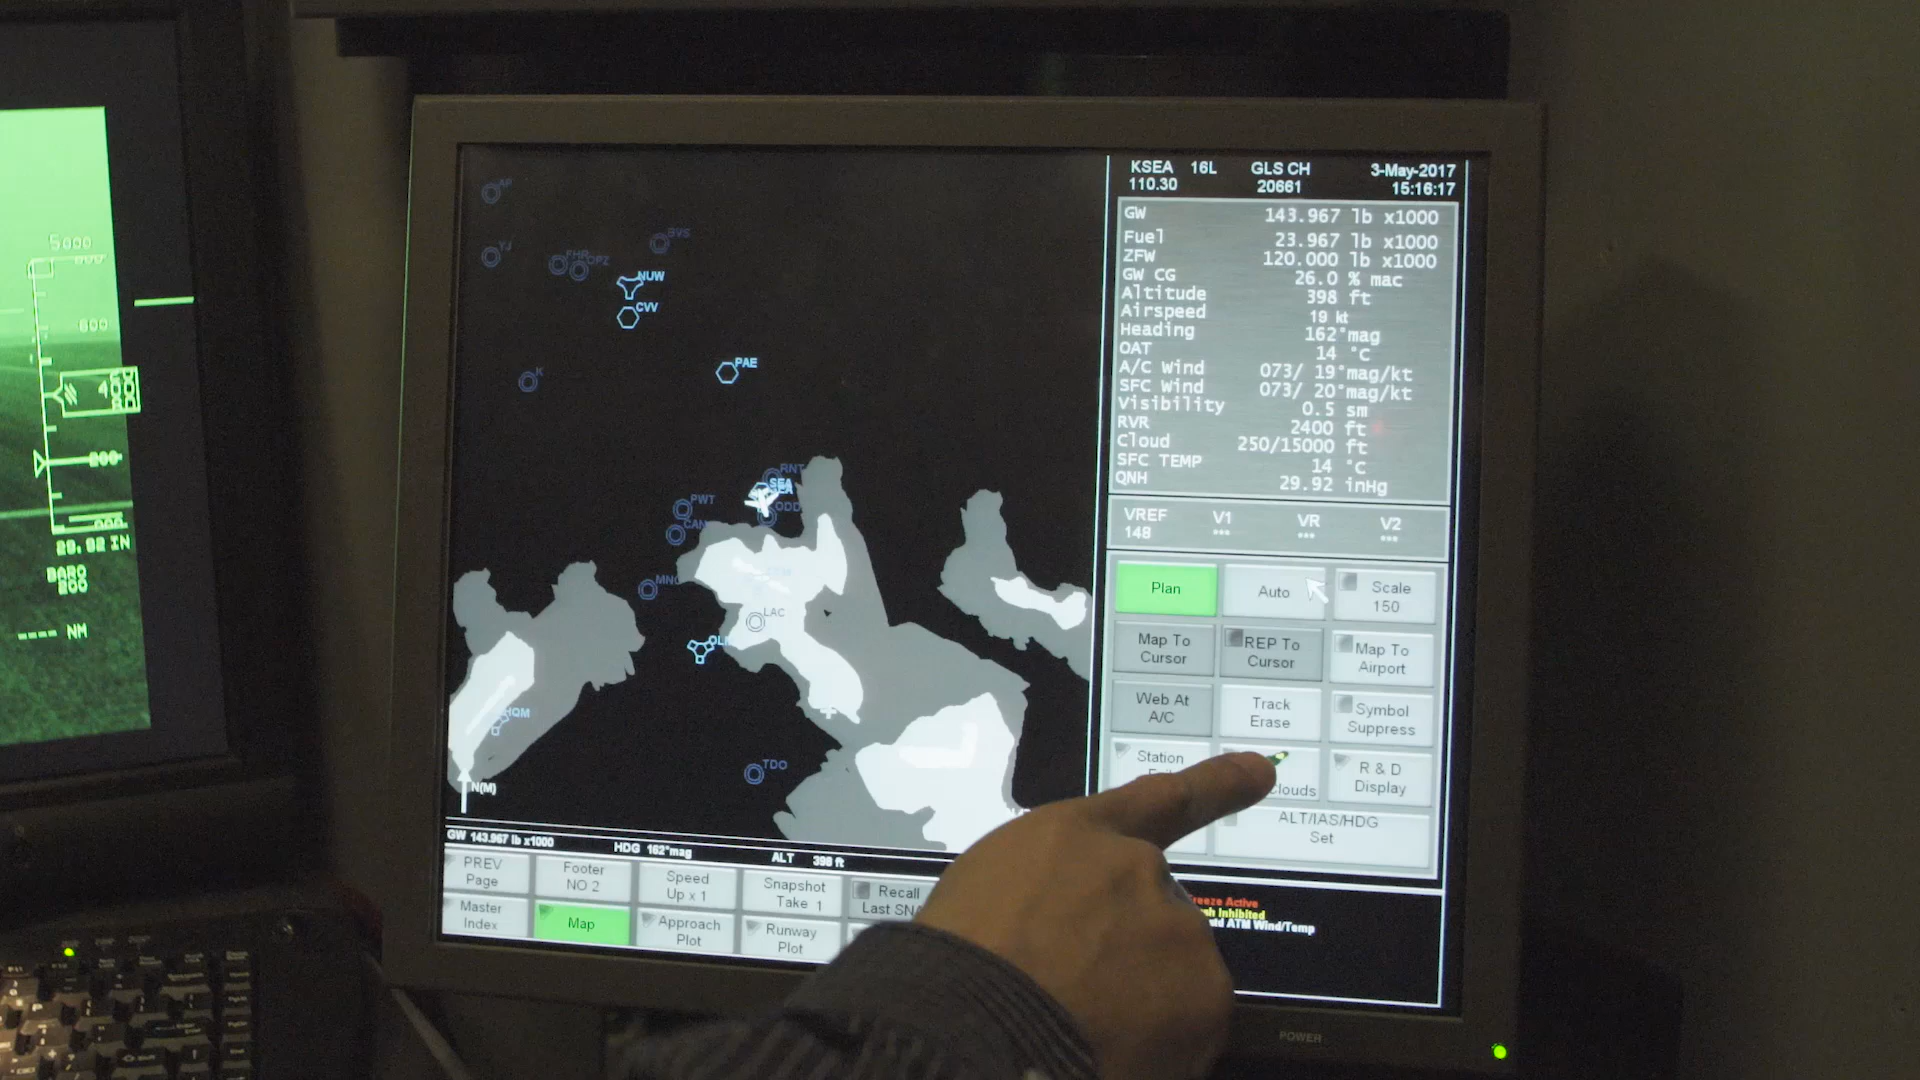 5000
600
200
29.92 IN
BARO
200
---- NM
YJ
NUW
CVV
K
PAE
PWT
SEA
ODD
LAC
HQM
TDO
N(M)
KSEA 16L GLS CH 3-May-2017
110.30 20661 15:16:17
GW 143.967 lb x1000
Fuel 23.967 lb x1000
ZFW 120.000 lb x1000
GW CG 26.0 % mac
Altitude 398 ft
Airspeed 19 kt
Heading 162°mag
OAT 14 °C
A/C Wind 073/ 19°mag/kt
SFC Wind 073/ 20°mag/kt
Visibility 0.5 sm
RVR 2400 ft
Cloud 250/15000 ft
SFC TEMP 14 °C
QNH 29.92 inHg
VREF V1 VR V2
148 *** *** ***
Plan Auto Scale
150
Map To
Cursor
REP To
Cursor
Map To
Airport
Web At
A/C
Track
Erase
Symbol
Suppress
Station
Clouds
R & D
Display
ALT/IAS/HDG
Set
GW 143.967 lb x1000 HDG 162°mag ALT 398 ft
PREV
Page
Footer
NO 2
Speed
Up x 1
Snapshot
Take 1
Recall
Master
Index
Map
Approach
Plot
Runway
Plot
Active
Inhibited
ATM Wind/Temp
POWER